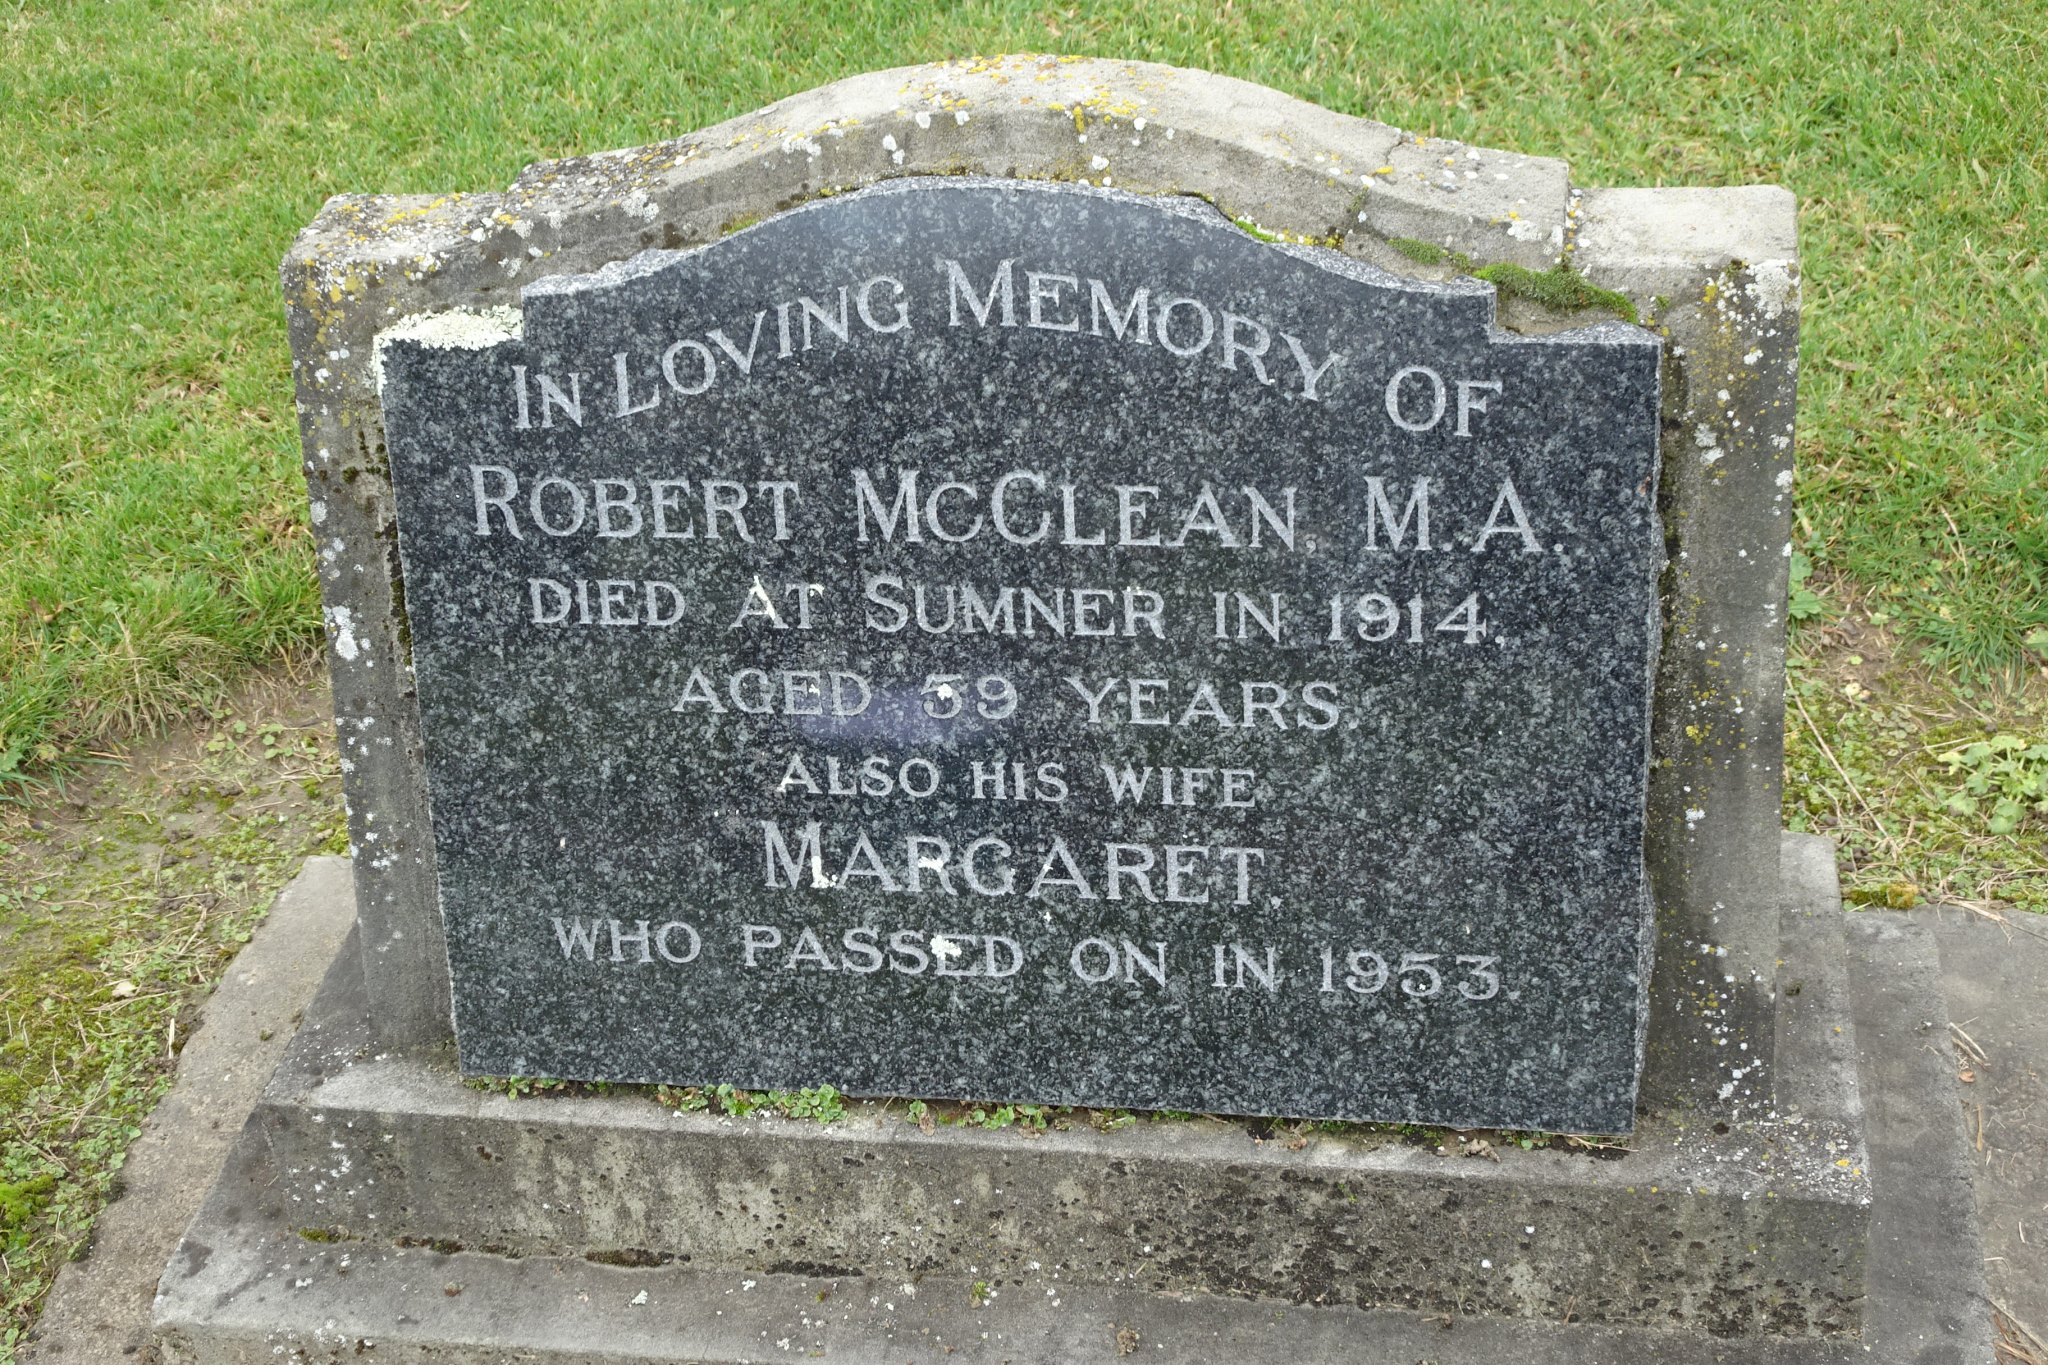 IN LOVING MEMORY OF
ROBERT MCCLEAN, M.A.
DIED AT SUMNER IN 1914,
AGED 59 YEARS.
ALSO HIS WIFE
MARGARET,
WHO PASSED ON IN 1953.